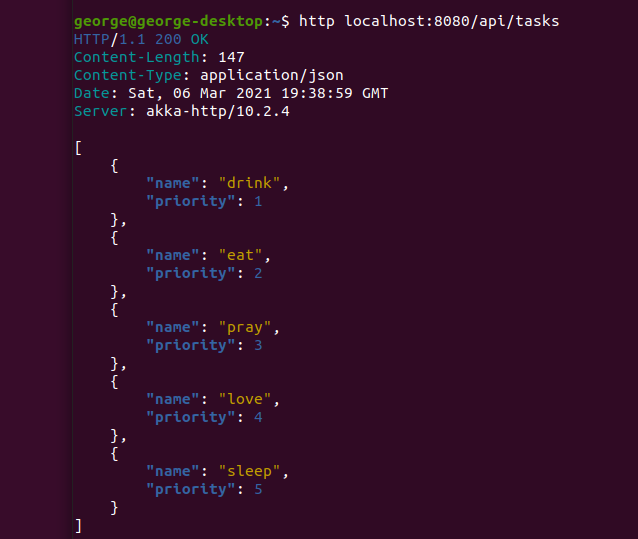 george@george-desktop:~$ http localhost:8080/api/tasks
HTTP/1.1 200 OK
Content-Length: 147
Content-Type: application/json
Date: Sat, 06 Mar 2021 19:38:59 GMT
Server: akka-http/10.2.4

[
    {
        "name": "drink",
        "priority": 1
    },
    {
        "name": "eat",
        "priority": 2
    },
    {
        "name": "pray",
        "priority": 3
    },
    {
        "name": "love",
        "priority": 4
    },
    {
        "name": "sleep",
        "priority": 5
    }
]